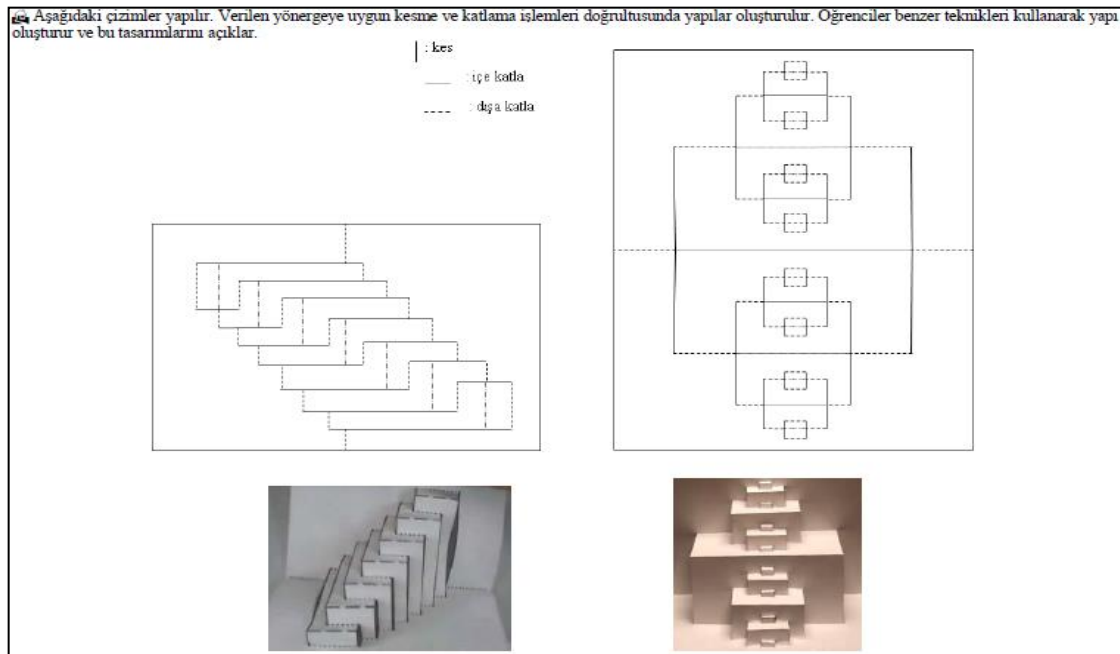 Aşağıdaki çizimler yapılır. Verilen yönergeye uygun kesme ve katlama işlemleri doğrultusunda yapılar oluşturulur. Öğrenciler benzer teknikleri kullanarak yapı
oluşturur ve bu tasarımlarını açıklar.
: kes
: içe katla
: dışa katla